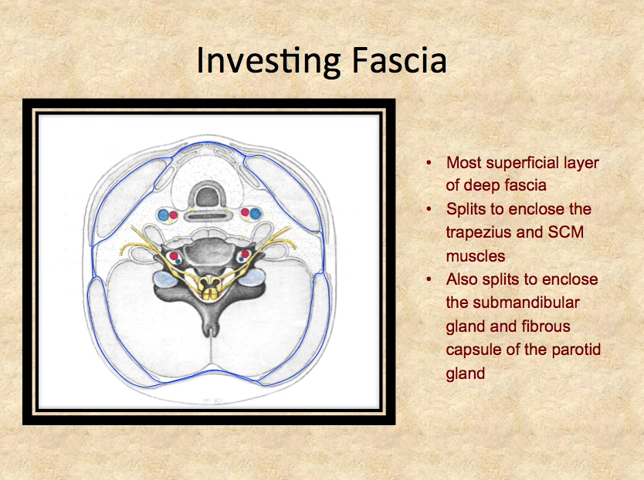 Investing Fascia
• Most superficial layer
of deep fascia
• Splits to enclose the
trapezius and SCM
muscles
• Also splits to enclose
the submandibular
gland and fibrous
capsule of the parotid
gland